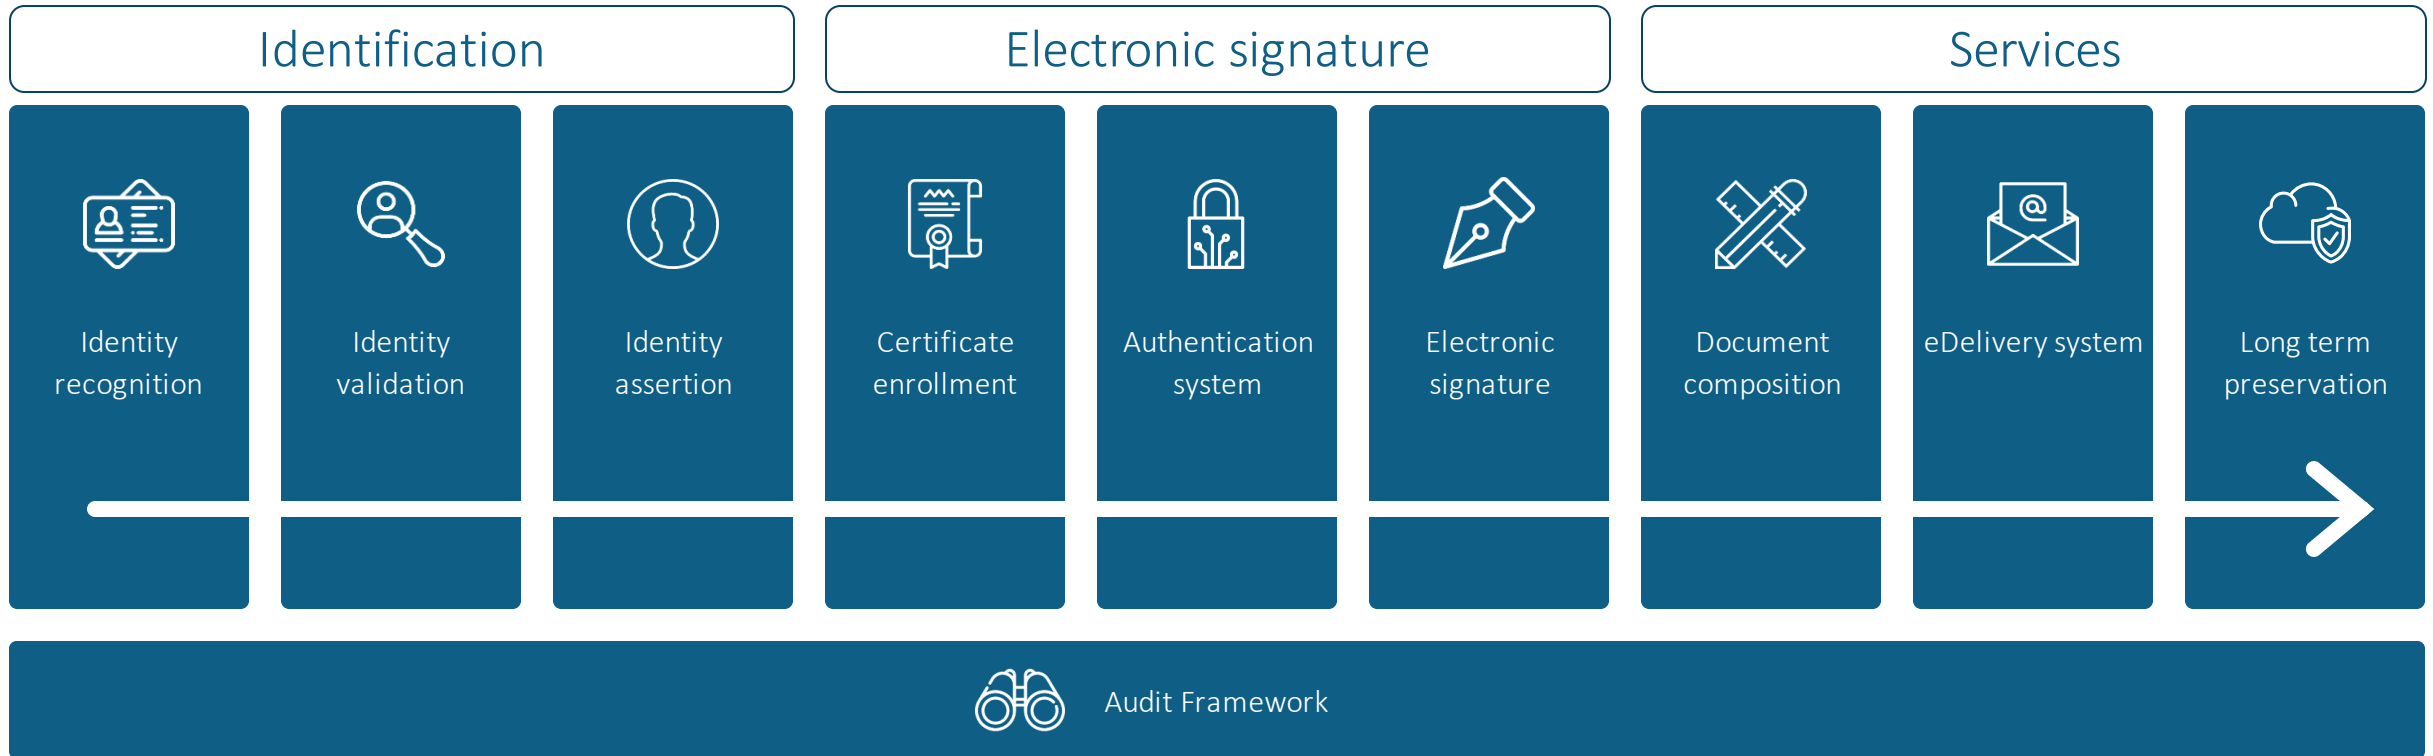 Identification
Electronic signature
Services
Identity
recognition
Identity
validation
Identity
assertion
Certificate
enrollment
Authentication
system
Electronic
signature
Document
composition
eDelivery system
Long term
preservation
Audit Framework